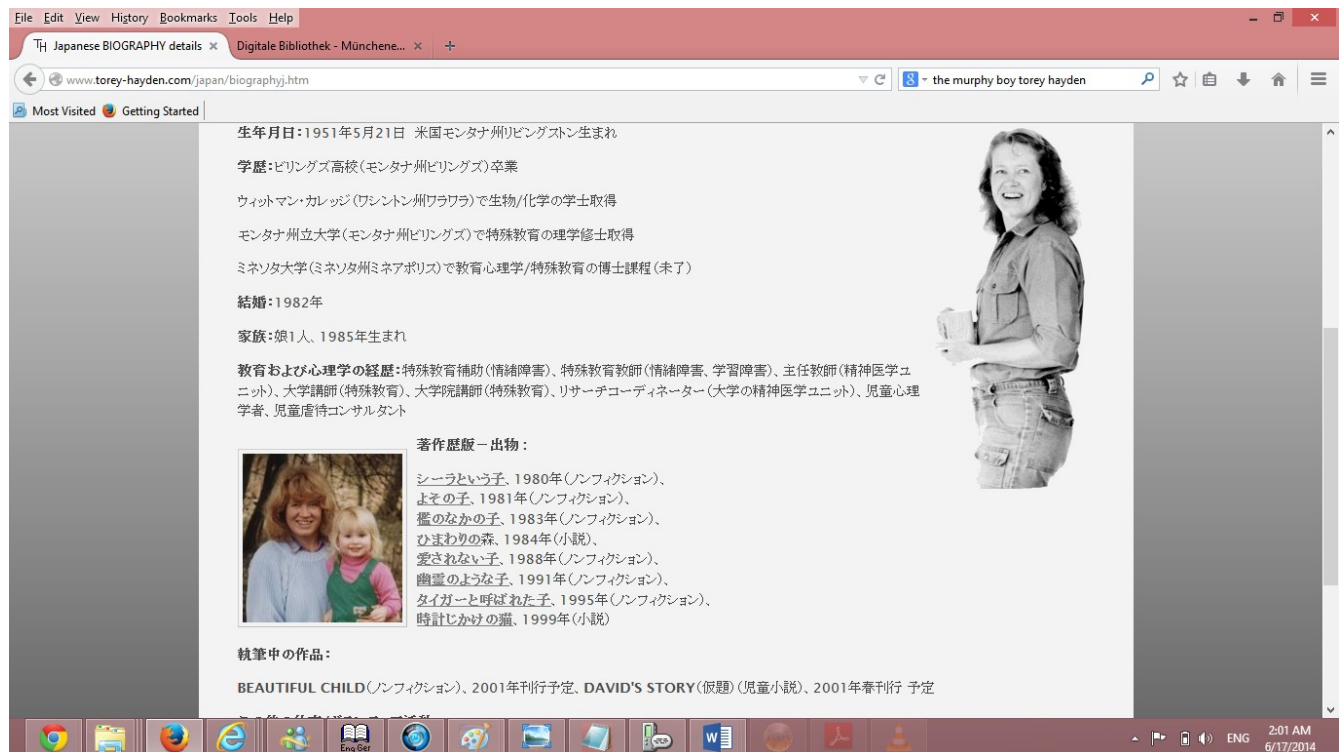 File Edit View History Bookmarks Tools Help
TH Japanese BIOGRAPHY details × Digitale Bibliothek - Münchene... × +
www.torey-hayden.com/japan/biographyj.htm the murphy boy torey hayden
Most Visited Getting Started
生年月日:1951年5月21日 米国モンタナ州リビングストン生まれ
学歴:ビリングズ高校(モンタナ州ビリングズ)卒業
ウィットマン・カレッジ(ワシントン州ワラワラ)で生物/化学の学士取得
モンタナ州立大学(モンタナ州ビリングズ)で特殊教育の理学修士取得
ミネソタ大学(ミネソタ州ミネアポリス)で教育心理学/特殊教育の博士課程(未了)
結婚:1982年
家族:娘1人、1985年生まれ
教育および心理学の経歴:特殊教育補助(情緒障害)、特殊教育教師(情緒障害、学習障害)、主任教師(精神医学ユ
ニット)、大学講師(特殊教育)、大学院講師(特殊教育)、リサーチコーディネーター(大学の精神医学ユニット)、児童心理
学者、児童虐待コンサルタント
著作歴版－出物:
シーラという子、1980年(ノンフィクション)、
よその子、1981年(ノンフィクション)、
檻のなかの子、1983年(ノンフィクション)、
ひまわりの森、1984年(小説)、
愛されない子、1988年(ノンフィクション)、
幽霊のような子、1991年(ノンフィクション)、
タイガーと呼ばれた子、1995年(ノンフィクション)、
時計じかけの猫、1999年(小説)
執筆中の作品:
BEAUTIFUL CHILD(ノンフィクション)、2001年刊行予定、DAVID'S STORY(仮題)(児童小説)、2001年春刊行 予定
Eng Ger
ENG 2:01 AM
6/17/2014